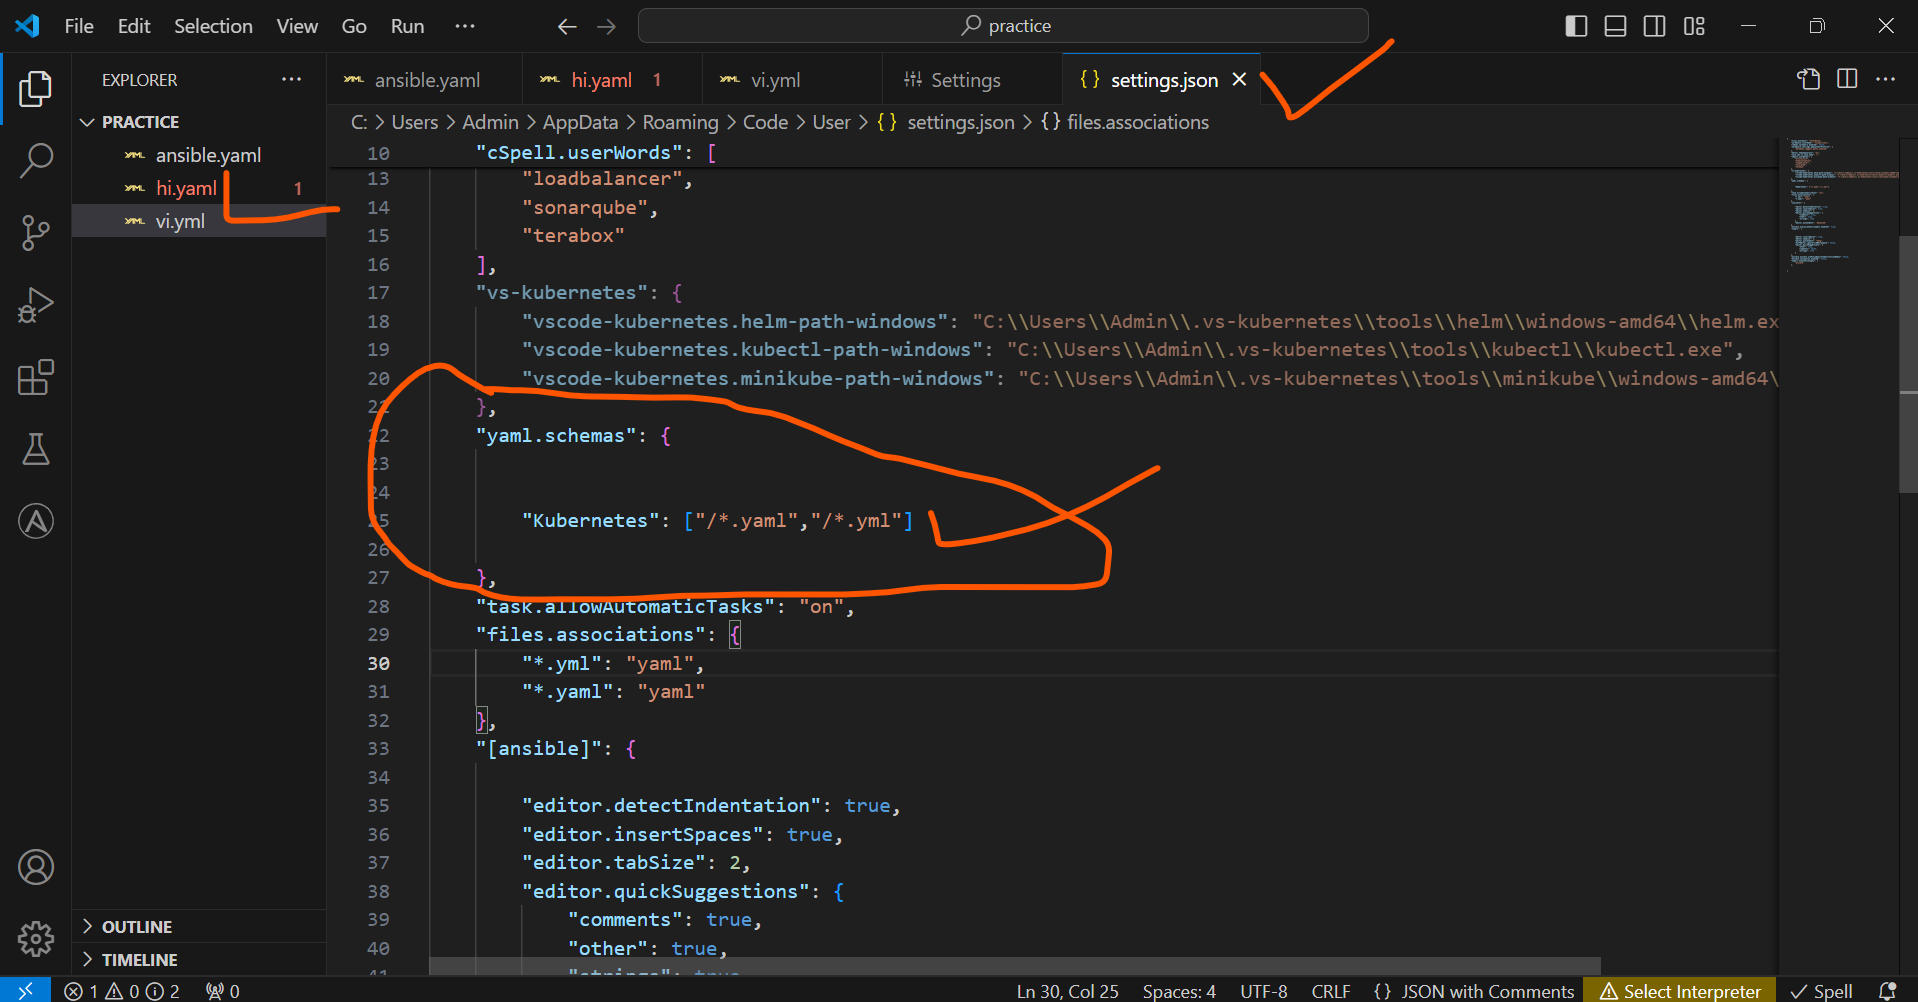 File Edit Selection View Go Run ··· practice
EXPLORER ···
PRACTICE
ansible.yaml
hi.yaml 1
vi.yml
OUTLINE
TIMELINE
ansible.yaml hi.yaml 1 vi.yml Settings {} settings.json ···
C: > Users > Admin > AppData > Roaming > Code > User > {} settings.json > {} files.associations
10 "cSpell.userWords": [
13 "loadbalancer",
14 "sonarqube",
15 "terabox"
16 ],
17 "vs-kubernetes": {
18 "vscode-kubernetes.helm-path-windows": "C:\\Users\\Admin\\.vs-kubernetes\\tools\\helm\\windows-amd64\\helm.ex
19 "vscode-kubernetes.kubectl-path-windows": "C:\\Users\\Admin\\.vs-kubernetes\\tools\\kubectl\\kubectl.exe",
20 "vscode-kubernetes.minikube-path-windows": "C:\\Users\\Admin\\.vs-kubernetes\\tools\\minikube\\windows-amd64\
21 },
22 "yaml.schemas": {
23
24
25 "Kubernetes": ["/*.yaml","/*.yml"]
26
27 },
28 "task.allowAutomaticTasks": "on",
29 "files.associations": {
30 "*.yml": "yaml",
31 "*.yaml": "yaml"
32 },
33 "[ansible]": {
34
35 "editor.detectIndentation": true,
36 "editor.insertSpaces": true,
37 "editor.tabSize": 2,
38 "editor.quickSuggestions": {
39 "comments": true,
40 "other": true,
41 "strings": true
1 0 2 0 Ln 30, Col 25 Spaces: 4 UTF-8 CRLF {} JSON with Comments Select Interpreter Spell